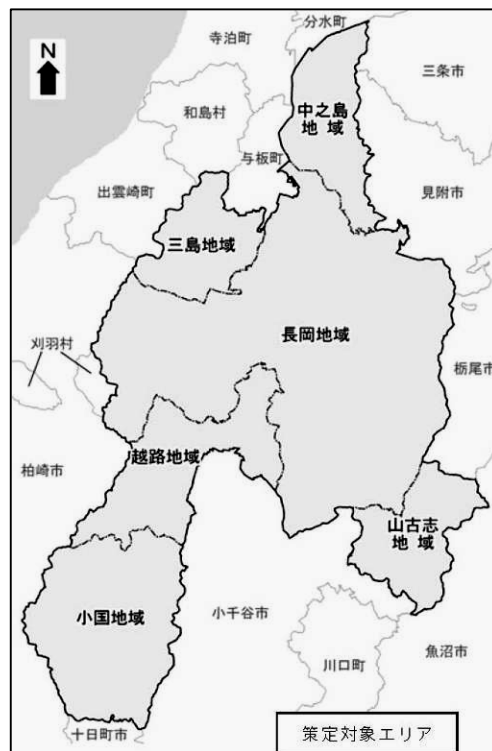 分水町
寺泊町
N
三条市
和島村
中之島
地域
与板町
見附市
出雲崎町
三島地域
長岡地域
刈羽村
栃尾市
越路地域
柏崎市
山古志
地域
小国地域
小千谷市
魚沼市
川口町
十日町市
策定対象エリア